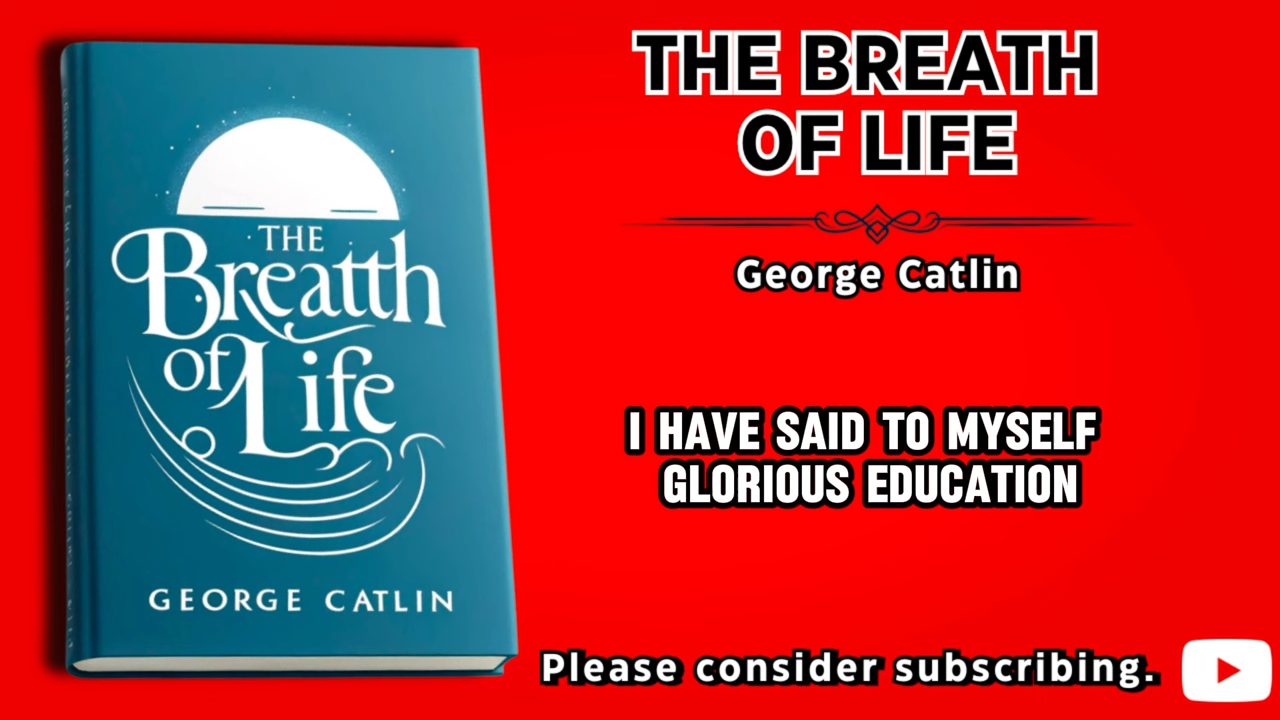 THE
Breatth
of Life
GEORGE CATLIN
THE BREATH
OF LIFE
George Catlin
I HAVE SAID TO MYSELF
GLORIOUS EDUCATION
Please consider subscribing.